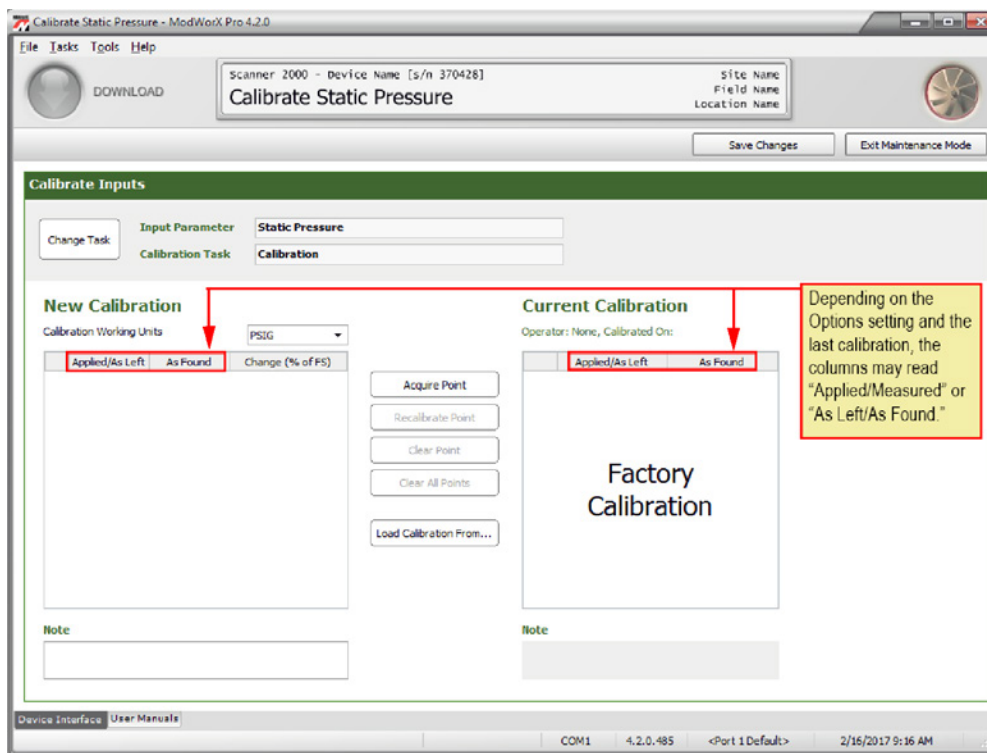 Calibrate Static Pressure - ModWorX Pro 4.2.0
File Tasks Tools Help
DOWNLOAD
Scanner 2000 - Device Name [s/n 370428]
Calibrate Static Pressure
Site Name
Field Name
Location Name
Save Changes
Exit Maintenance Mode
Calibrate Inputs
Change Task
Input Parameter
Static Pressure
Calibration Task
Calibration
New Calibration
Calibration Working Units
PSIG
Applied/As Left As Found Change (% of FS)
Acquire Point
Recalibrate Point
Clear Point
Clear All Points
Load Calibration From...
Note
Current Calibration
Operator: None, Calibrated On:
Applied/As Left As Found
Factory
Calibration
Note
Depending on the
Options setting and the
last calibration, the
columns may read
“Applied/Measured” or
“As Left/As Found.”
Device Interface User Manuals
COM1 4.2.0.485 <Port 1 Default> 2/16/2017 9:16 AM